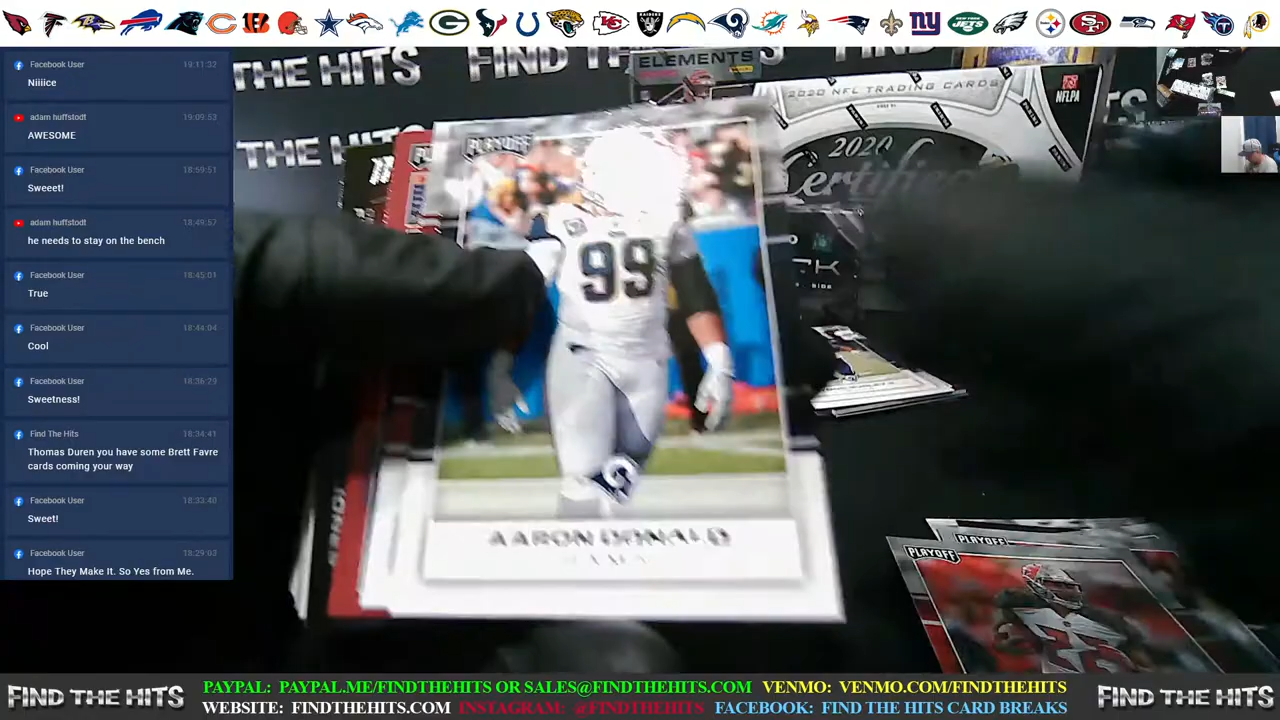 Facebook User 19:11:32
Niiiice
adam huffstodt 19:09:53
AWESOME
Facebook User 18:59:51
Sweeet!
adam huffstodt 18:49:57
he needs to stay on the bench
Facebook User 18:45:01
True
Facebook User 18:44:04
Cool
Facebook User 18:36:29
Sweetness!
Find The Hits 18:34:41
Thomas Duren you have some Brett Favre
cards coming your way
Facebook User 18:33:40
Sweet!
Facebook User 18:29:03
Hope They Make It. So Yes from Me.
THE HITS
FIND
THE HITS
ELEMENTS
2020 NFL TRADING CARDS
NFLPA
2020
Certified
PLAYOFF
99
AARON DONALD
RAMS
PLAYOFF
PLAYOFF
FIND THE HITS
PAYPAL: PAYPAL.ME/FINDTHEHITS OR SALES@FINDTHEHITS.COM VENMO: VENMO.COM/FINDTHEHITS
WEBSITE: FINDTHEHITS.COM INSTAGRAM: @FINDTHEHITS FACEBOOK: FIND THE HITS CARD BREAKS
FIND THE HITS